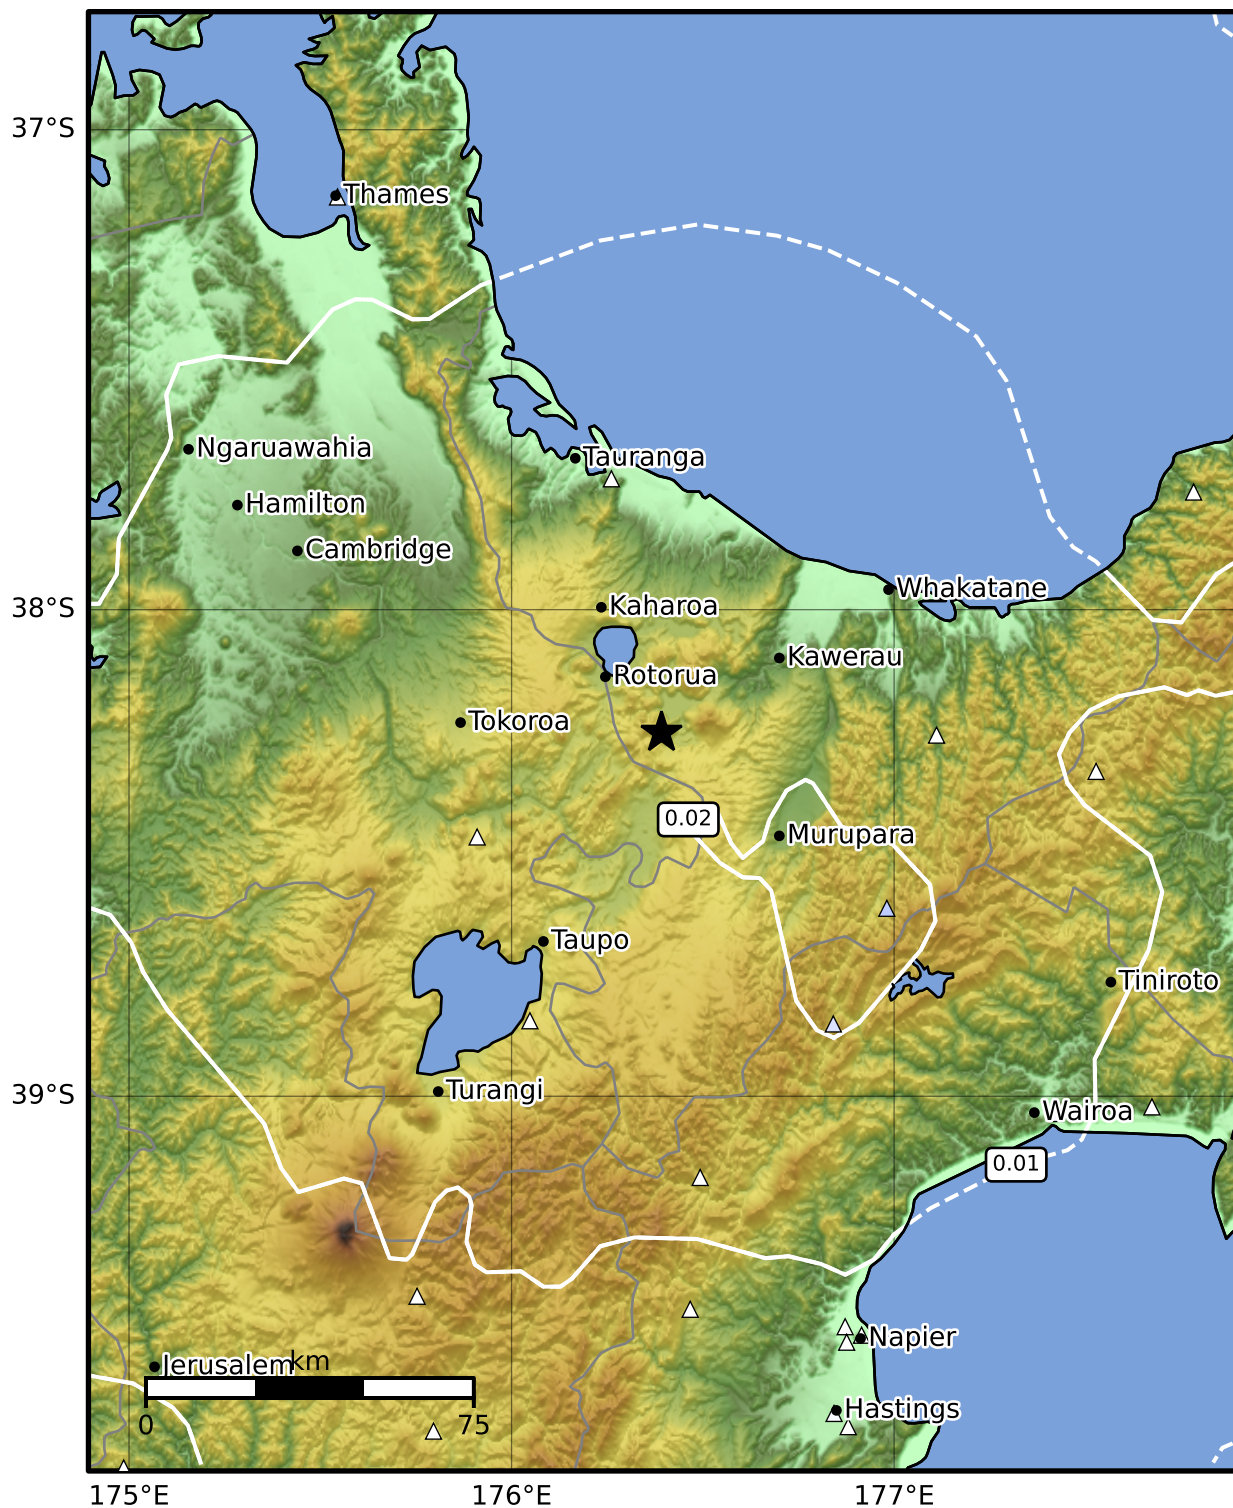 37°S
Thames
Ngaruawahia
Tauranga
Hamilton
Cambridge
Whakatane
38°S
Kaharoa
Kawerau
Rotorua
Tokoroa
0.02
Murupara
Taupo
Tiniroto
Turangi
39°S
Wairoa
0.01
Napier
Jerusalem
km
Hastings
0
75
175°E
176°E
177°E